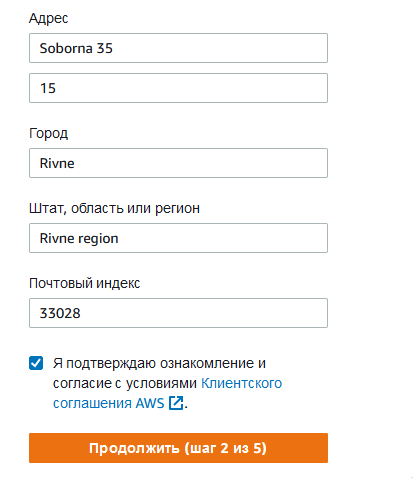 Адрес
Soborna 35
15
Город
Rivne
Штат, область или регион
Rivne region
Почтовый индекс
33028
Я подтверждаю ознакомление и
согласие с условиями Клиентского
соглашения AWS.
Продолжить (шаг 2 из 5)